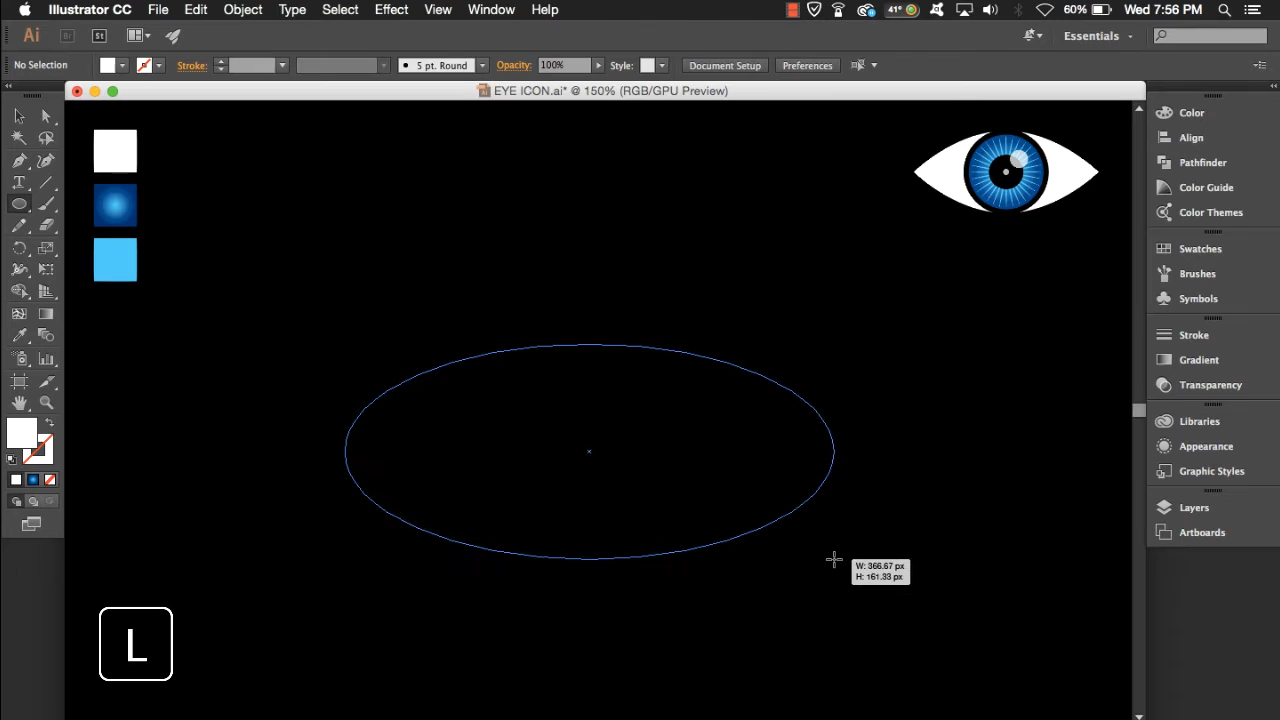 Illustrator CC File Edit Object Type Select Effect View Window Help 41° 60% Wed 7:56 PM
Ai Br St Essentials
No Selection Stroke: 5 pt. Round Opacity: 100% Style: Document Setup Preferences
EYE ICON.ai* @ 150% (RGB/GPU Preview)
Color
Align
Pathfinder
Color Guide
Color Themes
Swatches
Brushes
Symbols
Stroke
Gradient
Transparency
Libraries
Appearance
Graphic Styles
Layers
Artboards
W: 366.67 px
H: 161.33 px
L